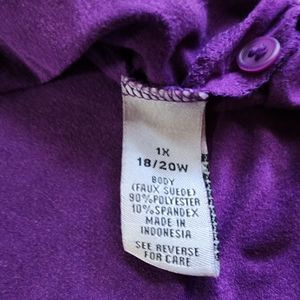 1X
18/20W
BODY
(FAUX SUEDE)
90%POLYESTER
10%SPANDEX
MADE IN
INDONESIA
SEE REVERSE
FOR CARE